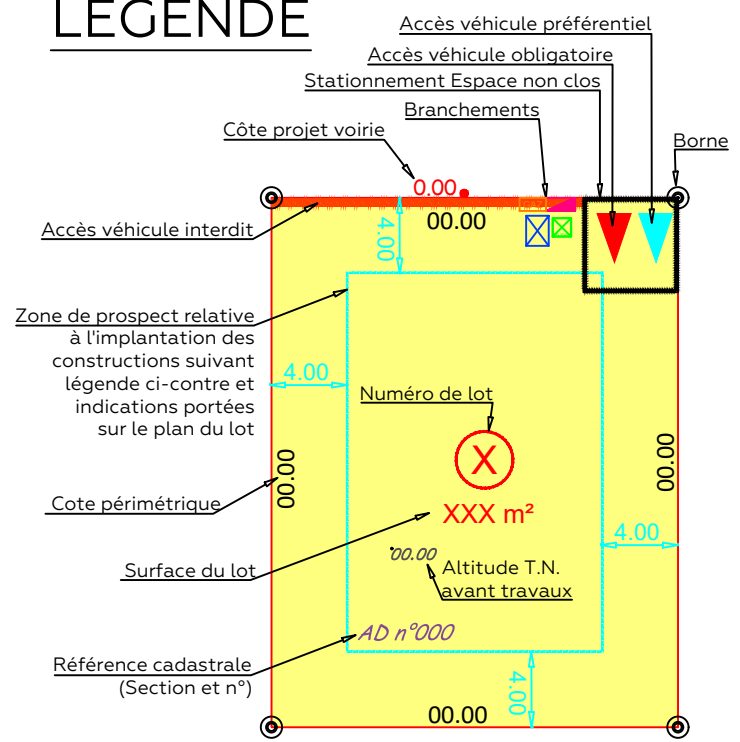 LEGENDE
Accès véhicule préférentiel
Accès véhicule obligatoire
Stationnement Espace non clos
Branchements
Côte projet voirie
Borne
0.00
00.00
4.00
Accès véhicule interdit
Zone de prospect relative
à l'implantation des
constructions suivant
légende ci-contre et
indications portées
sur le plan du lot
4.00
Numéro de lot
X
00.00
00.00
Cote périmétrique
XXX m²
4.00
00.00
Altitude T.N.
avant travaux
Surface du lot
AD n°000
Référence cadastrale
(Section et n°)
4.00
00.00